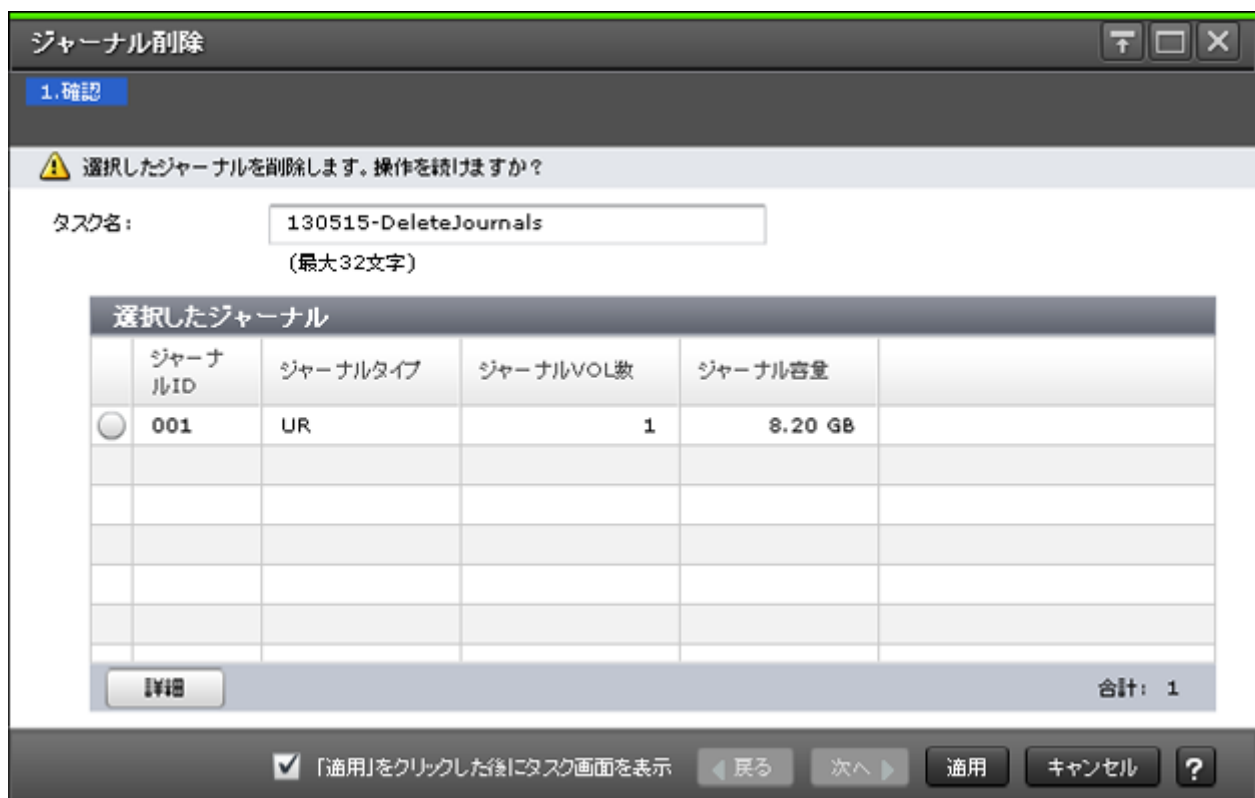 ジャーナル削除
1.確認
選択したジャーナルを削除します。操作を続けますか?
タスク名: 130515-DeleteJournals
(最大32文字)
選択したジャーナル
ジャーナルID ジャーナルタイプ ジャーナルVOL数 ジャーナル容量
001 UR 1 8.20 GB
詳細 合計: 1
「適用」をクリックした後にタスク画面を表示 戻る 次へ 適用 キャンセル ?